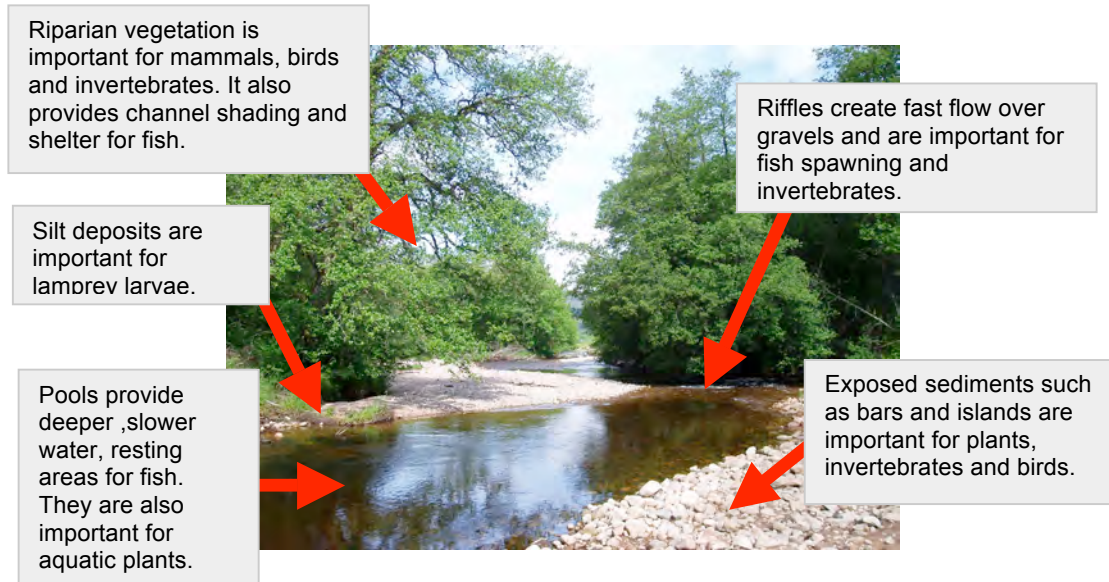 Riparian vegetation is
important for mammals, birds
and invertebrates. It also
provides channel shading and
shelter for fish.
Riffles create fast flow over
gravels and are important for
fish spawning and
invertebrates.
Silt deposits are
important for
lamprey larvae.
Pools provide
deeper ,slower
water, resting
areas for fish.
They are also
important for
aquatic plants.
Exposed sediments such
as bars and islands are
important for plants,
invertebrates and birds.